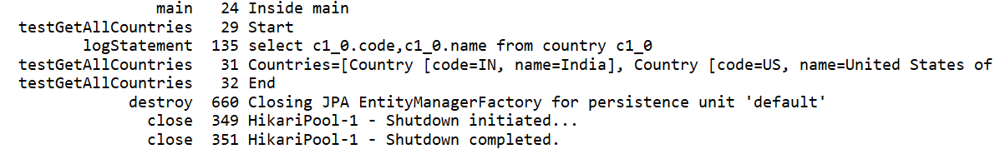 main 24 Inside main
testGetAllCountries 29 Start
logStatement 135 select c1_0.code,c1_0.name from country c1_0
testGetAllCountries 31 Countries=[Country [code=IN, name=India], Country [code=US, name=United States of
testGetAllCountries 32 End
destroy 660 Closing JPA EntityManagerFactory for persistence unit 'default'
close 349 HikariPool-1 - Shutdown initiated...
close 351 HikariPool-1 - Shutdown completed.